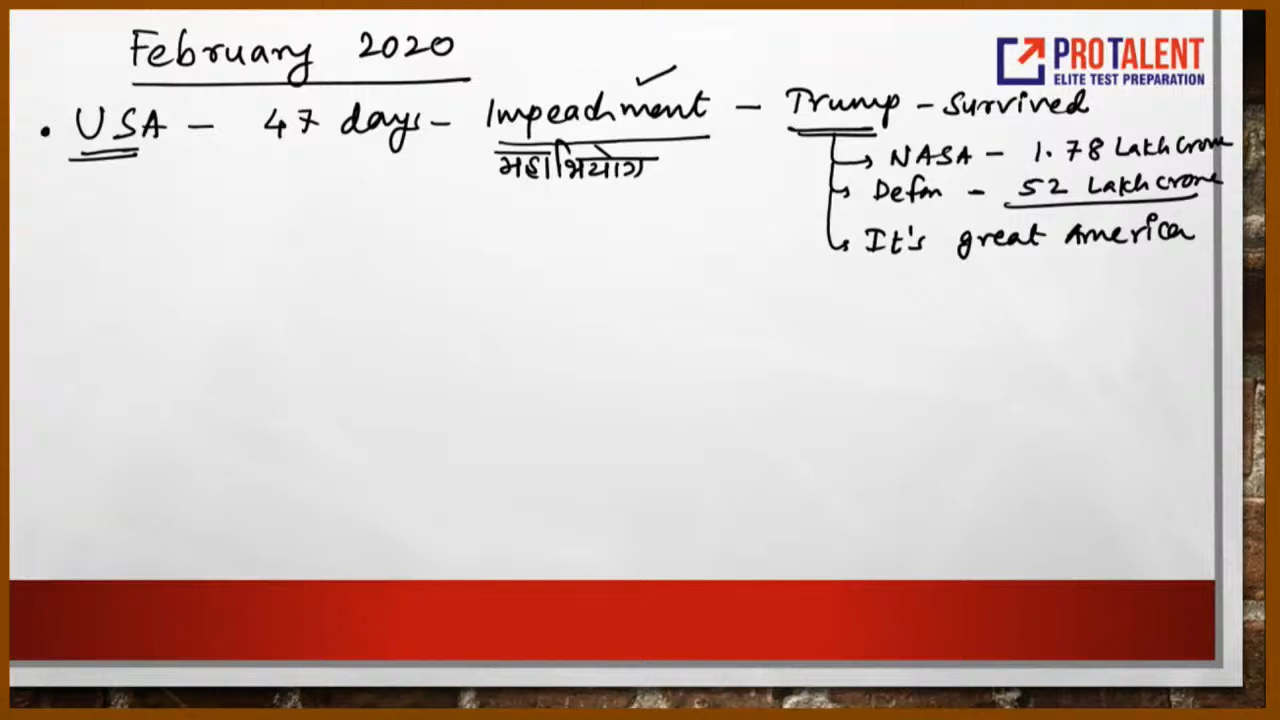 February 2020
PROTALENT
ELITE TEST PREPARATION
• USA - 47 days - Impeachment - Trump - Survived
महाभियोग
→ NASA - 1.78 Lakh Crore
→ Defen - 52 Lakh crore
→ It's great America